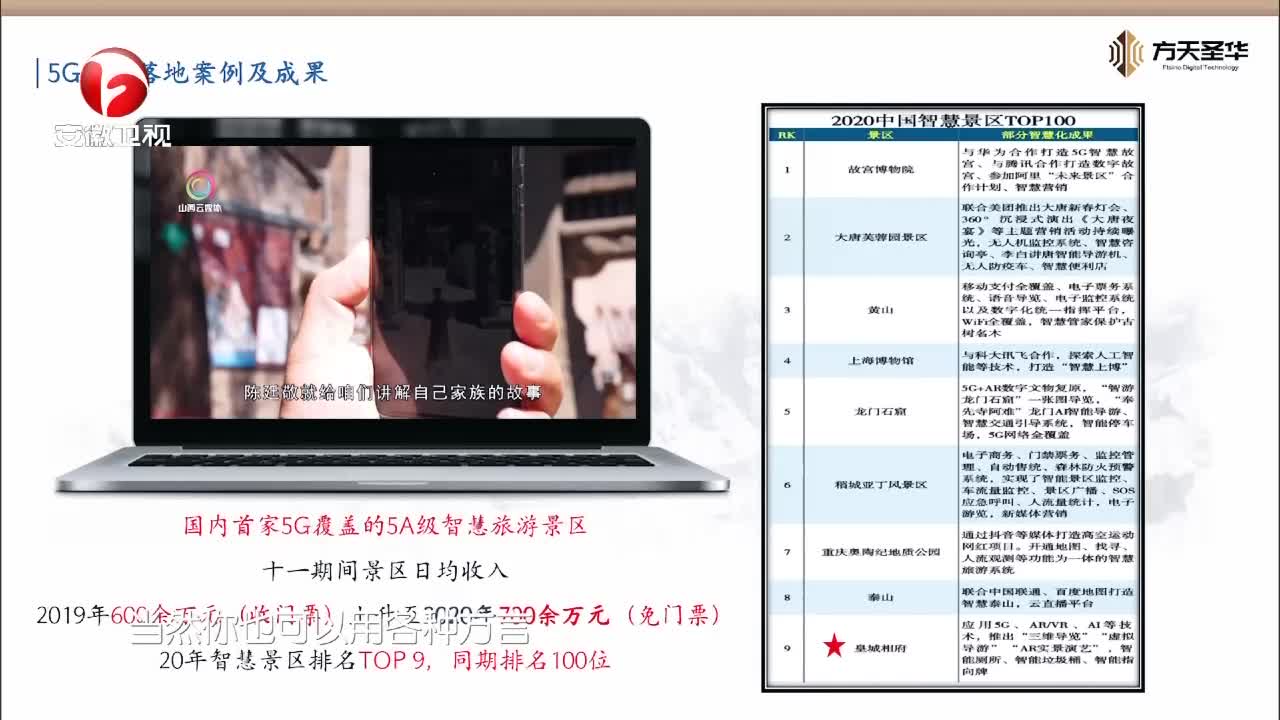 5G
落地案例及成果
安徽卫视
方天圣华
Ftsino Digital Technology
山西云媒体
陈廷敬就给咱们讲解自己家族的故事
国内首家5G覆盖的5A级智慧旅游景区
十一期间景区日均收入
2019年600余万元（收门票）
2020年700余万元（免门票）
当然你也可以用各种方言
20年智慧景区排名TOP 9，同期排名100位
2020中国智慧景区TOP100
RK 景区 部分智慧化成果
1 故宫博物院
与华为合作打造5G智慧故
宫、与腾讯合作打造数字故
宫、参加阿里“未来景区”合
作计划、智慧营销
2 大唐芙蓉园景区
联合美团推出大唐新春灯会、
360°沉浸式演出《大唐夜
宴》等主题营销活动持续曝
光，无人机监控系统、智慧咨
询亭、李白讲唐智能导游机、
无人防疫车、智慧便利店
3 黄山
移动支付全覆盖、电子票务系
统、语音导览、电子监控系统
以及数字化统一指挥平台，
WiFi全覆盖，智慧管家保护古
树名木
4 上海博物馆
与科大讯飞合作，探索人工智
能等技术，打造“智慧上博”
5 龙门石窟
5G+AR数字文物复原，“智游
龙门石窟”一张图导览，“奉
先寺阿难”龙门AI智能导游、
智慧交通引导系统，智能停车
场，5G网络全覆盖
6 稻城亚丁风景区
电子商务、门禁票务、监控管
理、自动售统、森林防火预警
系统，实现了智能景区监控、
车流量监控、景区广播、SOS
应急呼叫、人流量统计，电子
游览，新媒体营销
7 重庆奥陶纪地质公园
通过抖音等媒体打造高空运动
网红项目。开通地图、找寻、
人流观测等功能为一体的智慧
旅游系统
8 泰山
联合中国联通、百度地图打造
智慧泰山，云直播平台
9 皇城相府
应用5G、AR/VR、AI等技
术，推出“三维导览”“虚拟
导游”“AR实景演艺”，智
能厕所、智能垃圾桶、智能指
向牌